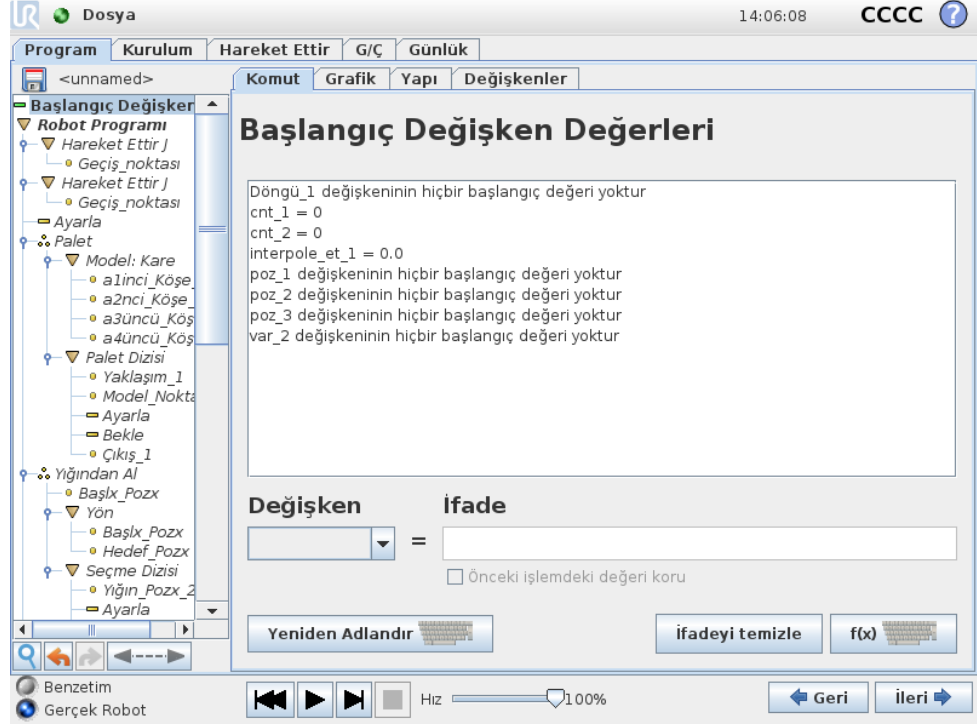 Dosya
14:06:08
CCCC
?
Program
Kurulum
Hareket Ettir
G/Ç
Günlük
<unnamed>
Komut
Grafik
Yapı
Değişkenler
Başlangıç Değişker
Robot Programı
Hareket Ettir J
Geçiş_noktası
Hareket Ettir J
Geçiş_noktası
Ayarla
Palet
Model: Kare
a1inci_Köşe_
a2nci_Köşe_
a3üncü_Köş
a4üncü_Köş
Palet Dizisi
Yaklaşım_1
Model_Nokta
Ayarla
Bekle
Çıkış_1
Yığından Al
Başlx_Pozx
Yön
Başlx_Pozx
Hedef_Pozx
Seçme Dizisi
Yığın_Pozx_2
Ayarla
Başlangıç Değişken Değerleri
Döngü_1 değişkeninin hiçbir başlangıç değeri yoktur
cnt_1 = 0
cnt_2 = 0
interpole_et_1 = 0.0
poz_1 değişkeninin hiçbir başlangıç değeri yoktur
poz_2 değişkeninin hiçbir başlangıç değeri yoktur
poz_3 değişkeninin hiçbir başlangıç değeri yoktur
var_2 değişkeninin hiçbir başlangıç değeri yoktur
Değişken
İfade
=
Önceki işlemdeki değeri koru
Yeniden Adlandır
İfadeyi temizle
f(x)
Benzetim
Gerçek Robot
Hız
100%
Geri
İleri